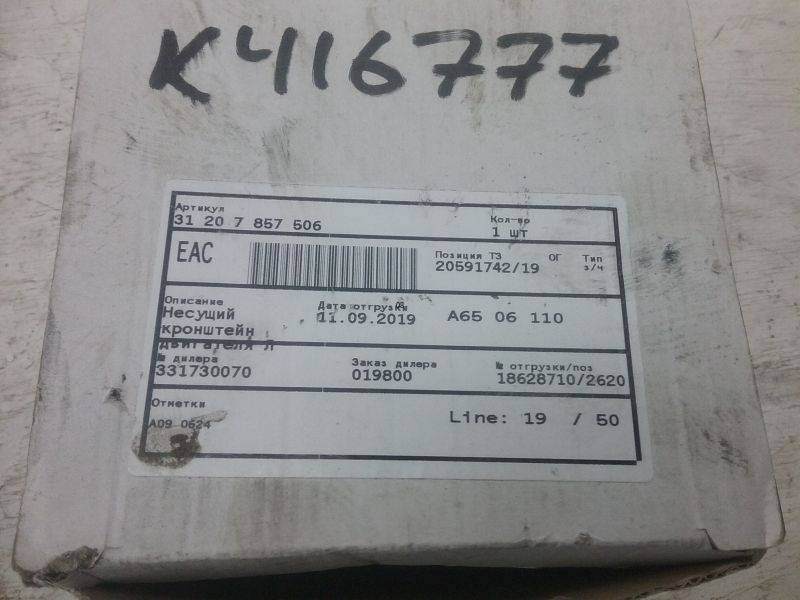 К416777
Артикул
31 20 7 857 506
Кол-во
1 шт
EAC
Позиция ТЗ
20591742/19
ОГ
Тип
з/ч
Описание
Несущий
кронштейн
двигателя Л
Дата отгрузки
11.09.2019
A65 06 110
№ дилера
331730070
Заказ дилера
019800
№ отгрузки/поз
18628710/2620
Отметки
A09 0624
Line: 19 / 50